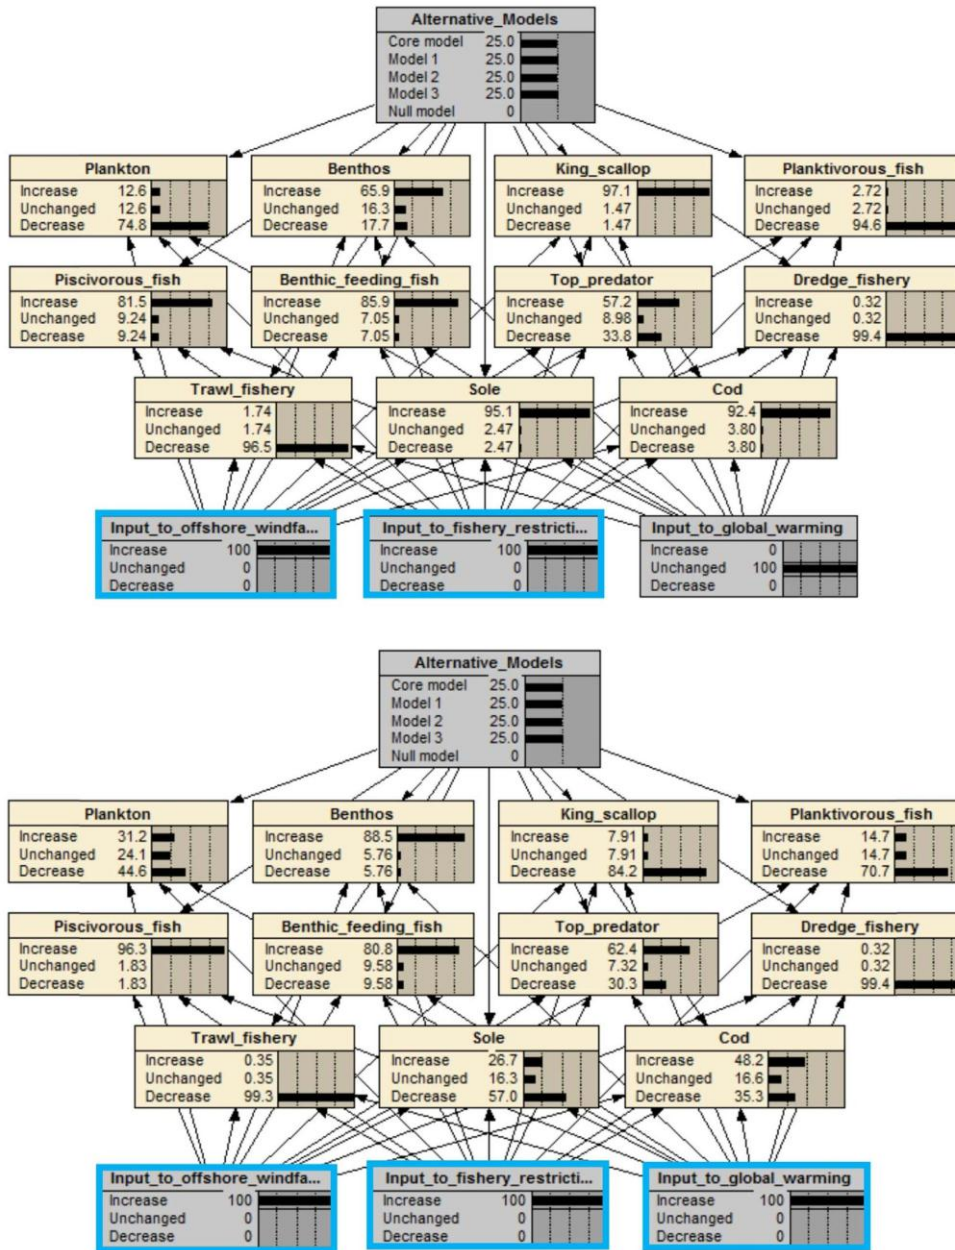 Alternative_Models
Core model 25.0
Model 1 25.0
Model 2 25.0
Model 3 25.0
Null model 0
Plankton
Increase 12.6
Unchanged 12.6
Decrease 74.8
Benthos
Increase 65.9
Unchanged 16.3
Decrease 17.7
King_scallop
Increase 97.1
Unchanged 1.47
Decrease 1.47
Planktivorous_fish
Increase 2.72
Unchanged 2.72
Decrease 94.6
Piscivorous_fish
Increase 81.5
Unchanged 9.24
Decrease 9.24
Benthic_feeding_fish
Increase 85.9
Unchanged 7.05
Decrease 7.05
Top_predator
Increase 57.2
Unchanged 8.98
Decrease 33.8
Dredge_fishery
Increase 0.32
Unchanged 0.32
Decrease 99.4
Trawl_fishery
Increase 1.74
Unchanged 1.74
Decrease 96.5
Sole
Increase 95.1
Unchanged 2.47
Decrease 2.47
Cod
Increase 92.4
Unchanged 3.80
Decrease 3.80
Input_to_offshore_windfa...
Increase 100
Unchanged 0
Decrease 0
Input_to_fishery_restricti...
Increase 100
Unchanged 0
Decrease 0
Input_to_global_warming
Increase 0
Unchanged 100
Decrease 0
Alternative_Models
Core model 25.0
Model 1 25.0
Model 2 25.0
Model 3 25.0
Null model 0
Plankton
Increase 31.2
Unchanged 24.1
Decrease 44.6
Benthos
Increase 88.5
Unchanged 5.76
Decrease 5.76
King_scallop
Increase 7.91
Unchanged 7.91
Decrease 84.2
Planktivorous_fish
Increase 14.7
Unchanged 14.7
Decrease 70.7
Piscivorous_fish
Increase 96.3
Unchanged 1.83
Decrease 1.83
Benthic_feeding_fish
Increase 80.8
Unchanged 9.58
Decrease 9.58
Top_predator
Increase 62.4
Unchanged 7.32
Decrease 30.3
Dredge_fishery
Increase 0.32
Unchanged 0.32
Decrease 99.4
Trawl_fishery
Increase 0.35
Unchanged 0.35
Decrease 99.3
Sole
Increase 26.7
Unchanged 16.3
Decrease 57.0
Cod
Increase 48.2
Unchanged 16.6
Decrease 35.3
Input_to_offshore_windfa...
Increase 100
Unchanged 0
Decrease 0
Input_to_fishery_restricti...
Increase 100
Unchanged 0
Decrease 0
Input_to_global_warming
Increase 100
Unchanged 0
Decrease 0